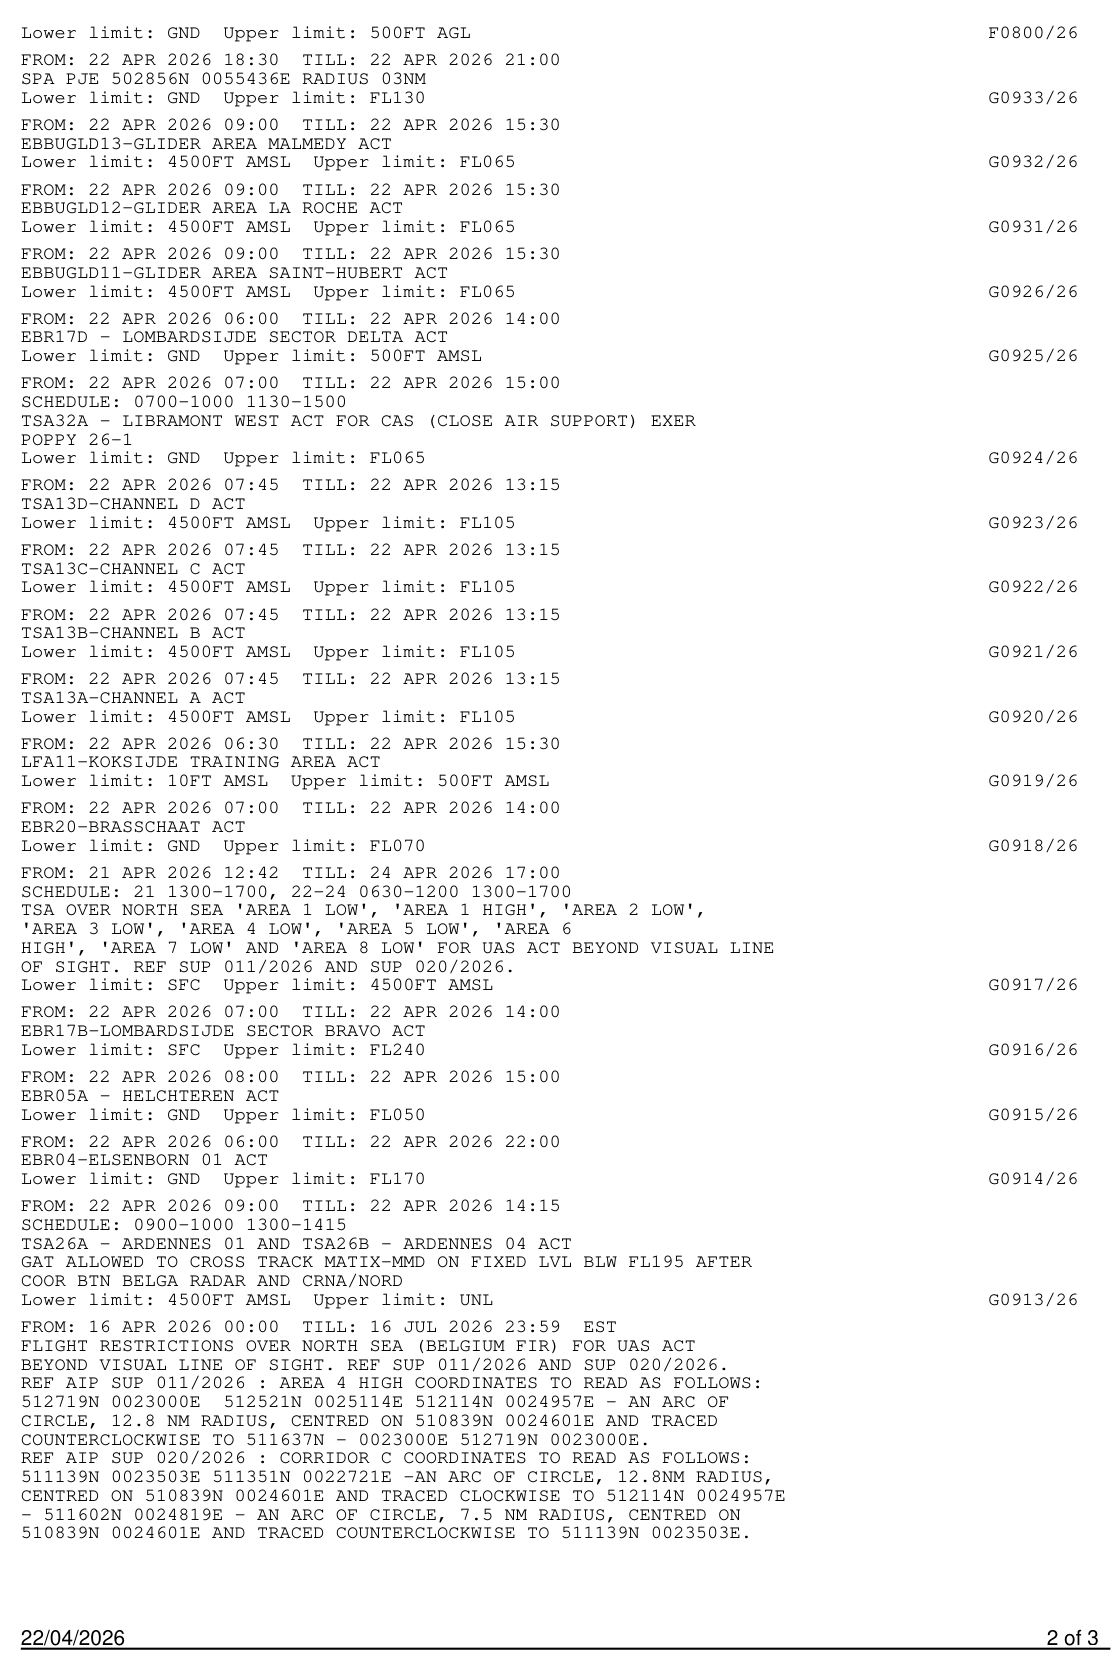 Lower limit: GND  Upper limit: 500FT AGL F0800/26
FROM: 22 APR 2026 18:30  TILL: 22 APR 2026 21:00
SPA PJE 502856N 0055436E RADIUS 03NM
Lower limit: GND  Upper limit: FL130 G0933/26
FROM: 22 APR 2026 09:00  TILL: 22 APR 2026 15:30
EBBUGLD13-GLIDER AREA MALMEDY ACT
Lower limit: 4500FT AMSL  Upper limit: FL065 G0932/26
FROM: 22 APR 2026 09:00  TILL: 22 APR 2026 15:30
EBBUGLD12-GLIDER AREA LA ROCHE ACT
Lower limit: 4500FT AMSL  Upper limit: FL065 G0931/26
FROM: 22 APR 2026 09:00  TILL: 22 APR 2026 15:30
EBBUGLD11-GLIDER AREA SAINT-HUBERT ACT
Lower limit: 4500FT AMSL  Upper limit: FL065 G0926/26
FROM: 22 APR 2026 06:00  TILL: 22 APR 2026 14:00
EBR17D - LOMBARDSIJDE SECTOR DELTA ACT
Lower limit: GND  Upper limit: 500FT AMSL G0925/26
FROM: 22 APR 2026 07:00  TILL: 22 APR 2026 15:00
SCHEDULE: 0700-1000 1130-1500
TSA32A - LIBRAMONT WEST ACT FOR CAS (CLOSE AIR SUPPORT) EXER
POPPY 26-1
Lower limit: GND  Upper limit: FL065 G0924/26
FROM: 22 APR 2026 07:45  TILL: 22 APR 2026 13:15
TSA13D-CHANNEL D ACT
Lower limit: 4500FT AMSL  Upper limit: FL105 G0923/26
FROM: 22 APR 2026 07:45  TILL: 22 APR 2026 13:15
TSA13C-CHANNEL C ACT
Lower limit: 4500FT AMSL  Upper limit: FL105 G0922/26
FROM: 22 APR 2026 07:45  TILL: 22 APR 2026 13:15
TSA13B-CHANNEL B ACT
Lower limit: 4500FT AMSL  Upper limit: FL105 G0921/26
FROM: 22 APR 2026 07:45  TILL: 22 APR 2026 13:15
TSA13A-CHANNEL A ACT
Lower limit: 4500FT AMSL  Upper limit: FL105 G0920/26
FROM: 22 APR 2026 06:30  TILL: 22 APR 2026 15:30
LFA11-KOKSIJDE TRAINING AREA ACT
Lower limit: 10FT AMSL  Upper limit: 500FT AMSL G0919/26
FROM: 22 APR 2026 07:00  TILL: 22 APR 2026 14:00
EBR20-BRASSCHAAT ACT
Lower limit: GND  Upper limit: FL070 G0918/26
FROM: 21 APR 2026 12:42  TILL: 24 APR 2026 17:00
SCHEDULE: 21 1300-1700, 22-24 0630-1200 1300-1700
TSA OVER NORTH SEA 'AREA 1 LOW', 'AREA 1 HIGH', 'AREA 2 LOW',
'AREA 3 LOW', 'AREA 4 LOW', 'AREA 5 LOW', 'AREA 6
HIGH', 'AREA 7 LOW' AND 'AREA 8 LOW' FOR UAS ACT BEYOND VISUAL LINE
OF SIGHT. REF SUP 011/2026 AND SUP 020/2026.
Lower limit: SFC  Upper limit: 4500FT AMSL G0917/26
FROM: 22 APR 2026 07:00  TILL: 22 APR 2026 14:00
EBR17B-LOMBARDSIJDE SECTOR BRAVO ACT
Lower limit: SFC  Upper limit: FL240 G0916/26
FROM: 22 APR 2026 08:00  TILL: 22 APR 2026 15:00
EBR05A - HELCHTEREN ACT
Lower limit: GND  Upper limit: FL050 G0915/26
FROM: 22 APR 2026 06:00  TILL: 22 APR 2026 22:00
EBR04-ELSENBORN 01 ACT
Lower limit: GND  Upper limit: FL170 G0914/26
FROM: 22 APR 2026 09:00  TILL: 22 APR 2026 14:15
SCHEDULE: 0900-1000 1300-1415
TSA26A - ARDENNES 01 AND TSA26B - ARDENNES 04 ACT
GAT ALLOWED TO CROSS TRACK MATIX-MMD ON FIXED LVL BLW FL195 AFTER
COOR BTN BELGA RADAR AND CRNA/NORD
Lower limit: 4500FT AMSL  Upper limit: UNL G0913/26
FROM: 16 APR 2026 00:00  TILL: 16 JUL 2026 23:59  EST
FLIGHT RESTRICTIONS OVER NORTH SEA (BELGIUM FIR) FOR UAS ACT
BEYOND VISUAL LINE OF SIGHT. REF SUP 011/2026 AND SUP 020/2026.
REF AIP SUP 011/2026 : AREA 4 HIGH COORDINATES TO READ AS FOLLOWS:
512719N 0023000E  512521N 0025114E 512114N 0024957E - AN ARC OF
CIRCLE, 12.8 NM RADIUS, CENTRED ON 510839N 0024601E AND TRACED
COUNTERCLOCKWISE TO 511637N - 0023000E 512719N 0023000E.
REF AIP SUP 020/2026 : CORRIDOR C COORDINATES TO READ AS FOLLOWS:
511139N 0023503E 511351N 0022721E -AN ARC OF CIRCLE, 12.8NM RADIUS,
CENTRED ON 510839N 0024601E AND TRACED CLOCKWISE TO 512114N 0024957E
- 511602N 0024819E - AN ARC OF CIRCLE, 7.5 NM RADIUS, CENTRED ON
510839N 0024601E AND TRACED COUNTERCLOCKWISE TO 511139N 0023503E.
22/04/2026 2 of 3